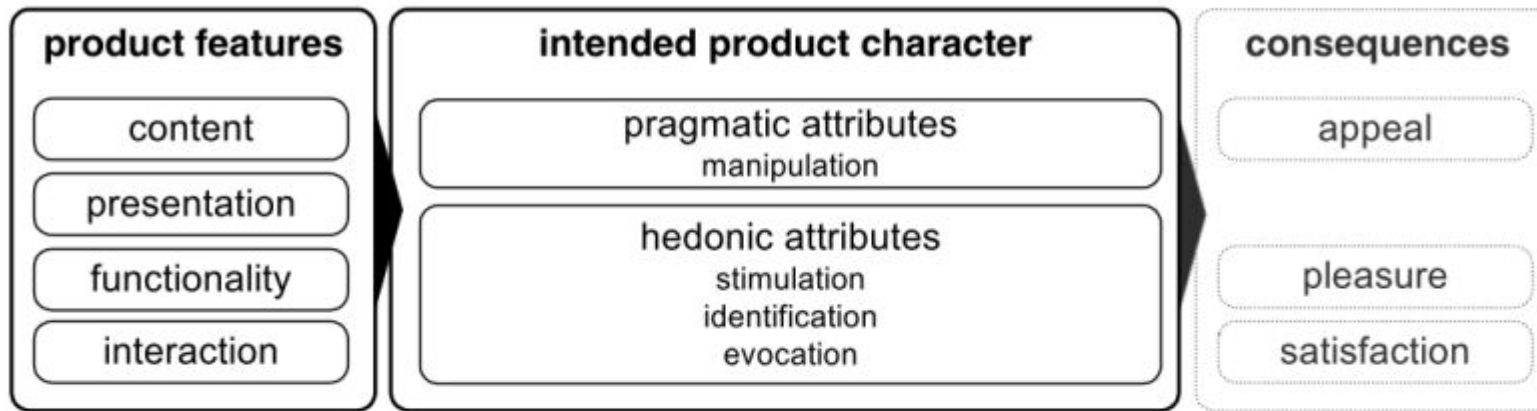 product features
content
presentation
functionality
interaction
intended product character
pragmatic attributes
manipulation
hedonic attributes
stimulation
identification
evocation
consequences
appeal
pleasure
satisfaction